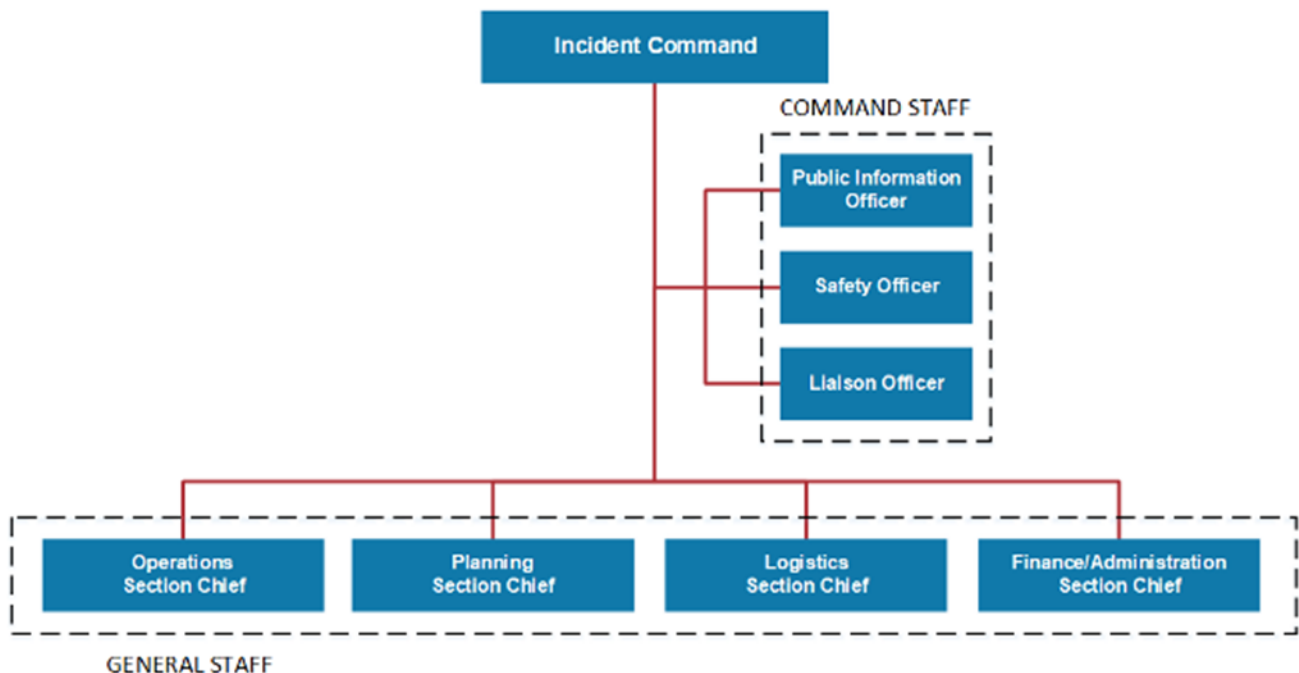 Incident Command
COMMAND STAFF
Public Information
Officer
Safety Officer
Liaison Officer
Operations
Section Chief
Planning
Section Chief
Logistics
Section Chief
Finance/Administration
Section Chief
GENERAL STAFF